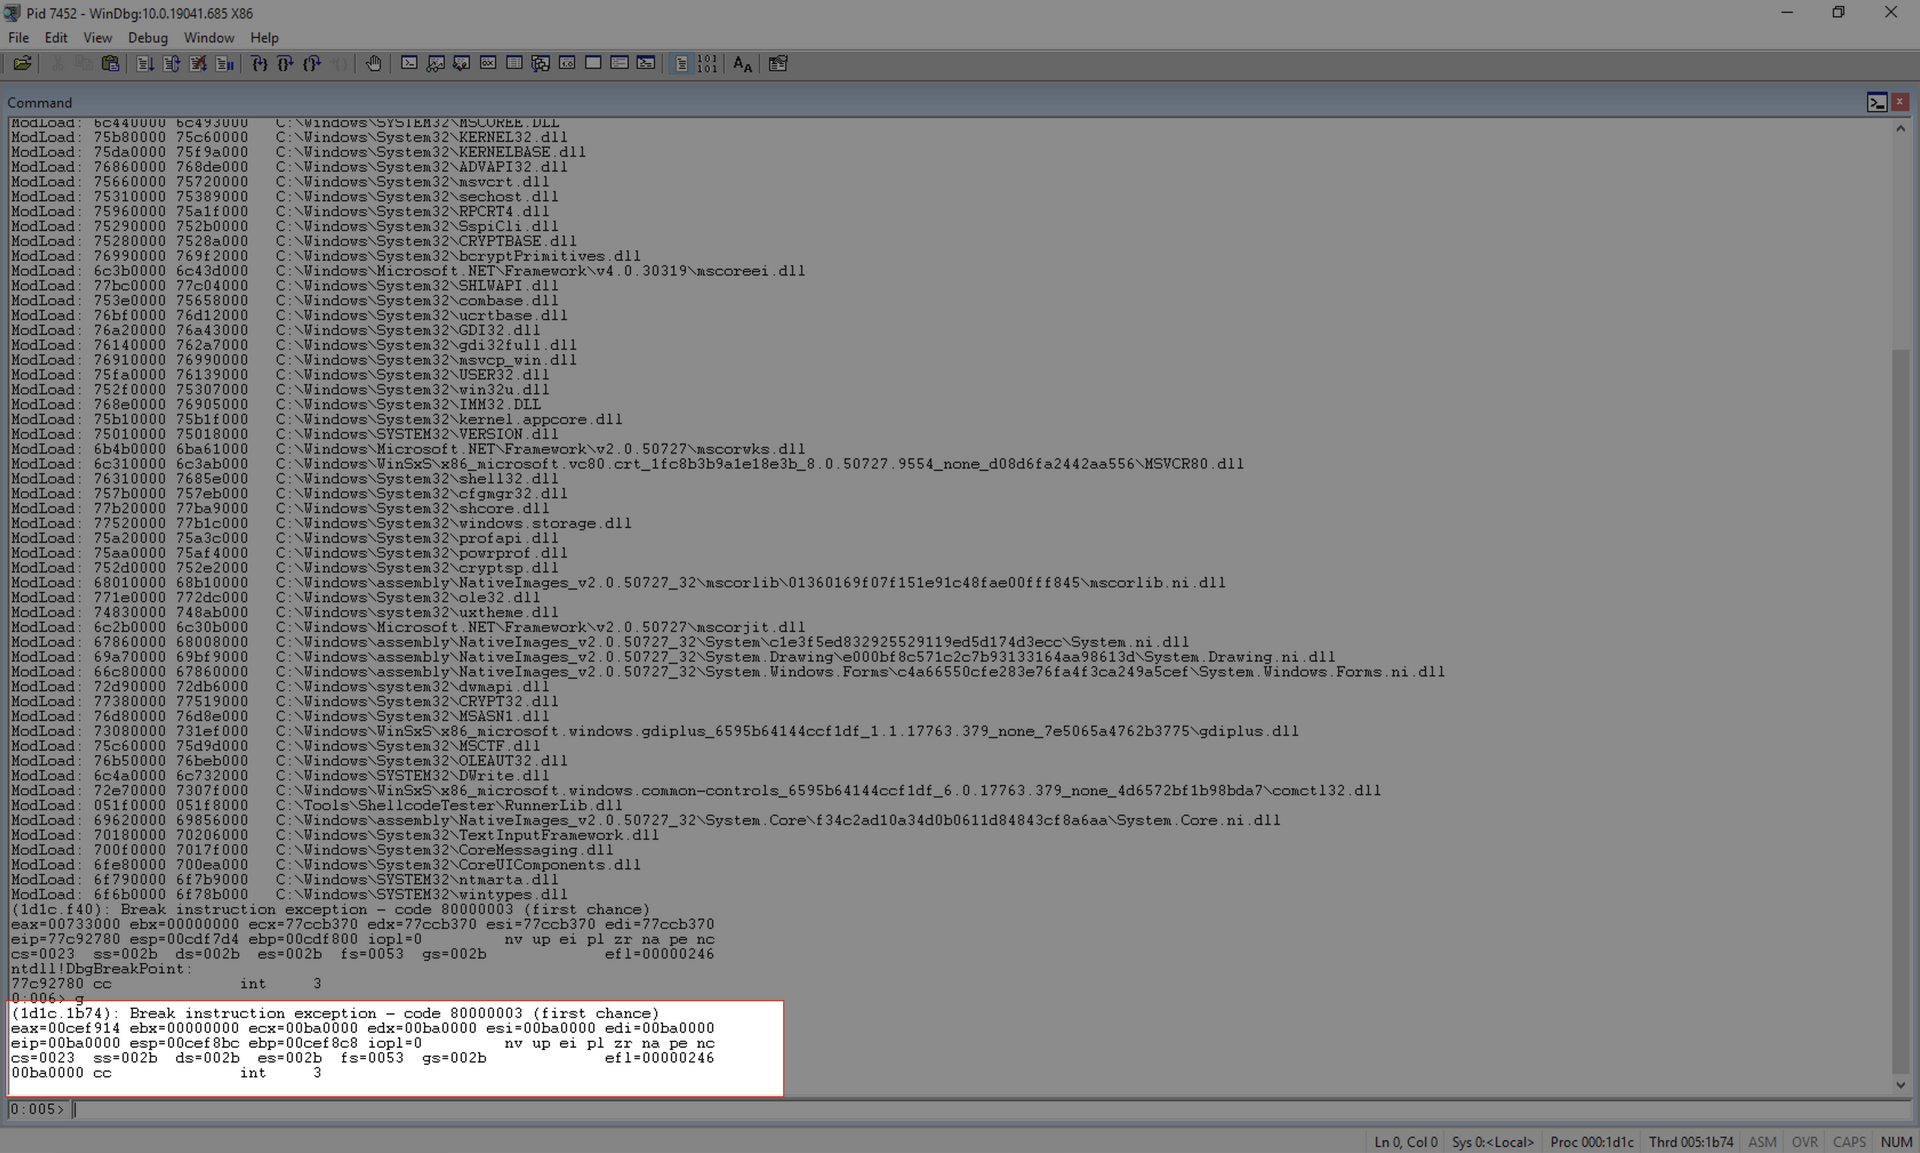 Pid 7452 - WinDbg:10.0.19041.685 X86
File Edit View Debug Window Help
Command
ModLoad: 6c440000 6c493000   C:\Windows\SYSTEM32\MSCOREE.DLL
ModLoad: 75b80000 75c60000   C:\Windows\System32\KERNEL32.dll
ModLoad: 75da0000 75f9a000   C:\Windows\System32\KERNELBASE.dll
ModLoad: 76860000 768de000   C:\Windows\System32\ADVAPI32.dll
ModLoad: 75660000 75720000   C:\Windows\System32\msvcrt.dll
ModLoad: 75310000 75389000   C:\Windows\System32\sechost.dll
ModLoad: 75960000 75a1f000   C:\Windows\System32\RPCRT4.dll
ModLoad: 75290000 752b0000   C:\Windows\System32\SspiCli.dll
ModLoad: 75280000 7528a000   C:\Windows\System32\CRYPTBASE.dll
ModLoad: 76990000 769f2000   C:\Windows\System32\bcryptPrimitives.dll
ModLoad: 6c3b0000 6c43d000   C:\Windows\Microsoft.NET\Framework\v4.0.30319\mscoreei.dll
ModLoad: 77bc0000 77c04000   C:\Windows\System32\SHLWAPI.dll
ModLoad: 753e0000 75658000   C:\Windows\System32\combase.dll
ModLoad: 76bf0000 76d12000   C:\Windows\System32\ucrtbase.dll
ModLoad: 76a20000 76a43000   C:\Windows\System32\GDI32.dll
ModLoad: 76140000 762a7000   C:\Windows\System32\gdi32full.dll
ModLoad: 76910000 76990000   C:\Windows\System32\msvcp_win.dll
ModLoad: 75fa0000 76139000   C:\Windows\System32\USER32.dll
ModLoad: 752f0000 75307000   C:\Windows\System32\win32u.dll
ModLoad: 768e0000 76905000   C:\Windows\System32\IMM32.DLL
ModLoad: 75b10000 75b1f000   C:\Windows\System32\kernel.appcore.dll
ModLoad: 75010000 75018000   C:\Windows\SYSTEM32\VERSION.dll
ModLoad: 6b4b0000 6ba61000   C:\Windows\Microsoft.NET\Framework\v2.0.50727\mscorwks.dll
ModLoad: 6c310000 6c3ab000   C:\Windows\WinSxS\x86_microsoft.vc80.crt_1fc8b3b9a1e18e3b_8.0.50727.9554_none_d08d6fa2442aa556\MSVCR80.dll
ModLoad: 76310000 7685e000   C:\Windows\System32\shell32.dll
ModLoad: 757b0000 757eb000   C:\Windows\System32\cfgmgr32.dll
ModLoad: 77b20000 77ba9000   C:\Windows\System32\shcore.dll
ModLoad: 77520000 77b1c000   C:\Windows\System32\windows.storage.dll
ModLoad: 75a20000 75a3c000   C:\Windows\System32\profapi.dll
ModLoad: 75aa0000 75af4000   C:\Windows\System32\powrprof.dll
ModLoad: 752d0000 752e2000   C:\Windows\System32\cryptsp.dll
ModLoad: 68010000 68b10000   C:\Windows\assembly\NativeImages_v2.0.50727_32\mscorlib\01360169f07f151e91c48fae00fff845\mscorlib.ni.dll
ModLoad: 771e0000 772dc000   C:\Windows\System32\ole32.dll
ModLoad: 74830000 748ab000   C:\Windows\system32\uxtheme.dll
ModLoad: 6c2b0000 6c30b000   C:\Windows\Microsoft.NET\Framework\v2.0.50727\mscorjit.dll
ModLoad: 67860000 68008000   C:\Windows\assembly\NativeImages_v2.0.50727_32\System\c1e3f5ed832925529119ed5d174d3ecc\System.ni.dll
ModLoad: 69a70000 69bf9000   C:\Windows\assembly\NativeImages_v2.0.50727_32\System.Drawing\e000bf8c571c2c7b93133164aa98613d\System.Drawing.ni.dll
ModLoad: 66c80000 67860000   C:\Windows\assembly\NativeImages_v2.0.50727_32\System.Windows.Forms\c4a66550cfe283e76fa4f3ca249a5cef\System.Windows.Forms.ni.dll
ModLoad: 72d90000 72db6000   C:\Windows\system32\dwmapi.dll
ModLoad: 77380000 77519000   C:\Windows\System32\CRYPT32.dll
ModLoad: 76d80000 76d8e000   C:\Windows\System32\MSASN1.dll
ModLoad: 73080000 731ef000   C:\Windows\WinSxS\x86_microsoft.windows.gdiplus_6595b64144ccf1df_1.1.17763.379_none_7e5065a4762b3775\gdiplus.dll
ModLoad: 75c60000 75d9d000   C:\Windows\System32\MSCTF.dll
ModLoad: 76b50000 76beb000   C:\Windows\System32\OLEAUT32.dll
ModLoad: 6c4a0000 6c732000   C:\Windows\SYSTEM32\DWrite.dll
ModLoad: 72e70000 7307f000   C:\Windows\WinSxS\x86_microsoft.windows.common-controls_6595b64144ccf1df_6.0.17763.379_none_4d6572bf1b98bda7\comctl32.dll
ModLoad: 051f0000 051f8000   C:\Tools\ShellcodeTester\RunnerLib.dll
ModLoad: 69620000 69856000   C:\Windows\assembly\NativeImages_v2.0.50727_32\System.Core\f34c2ad10a34d0b0611d84843cf8a6aa\System.Core.ni.dll
ModLoad: 70180000 70206000   C:\Windows\System32\TextInputFramework.dll
ModLoad: 700f0000 7017f000   C:\Windows\System32\CoreMessaging.dll
ModLoad: 6fe80000 700ea000   C:\Windows\System32\CoreUIComponents.dll
ModLoad: 6f790000 6f7b9000   C:\Windows\SYSTEM32\ntmarta.dll
ModLoad: 6f6b0000 6f78b000   C:\Windows\SYSTEM32\wintypes.dll
(1d1c.f40): Break instruction exception - code 80000003 (first chance)
eax=00733000 ebx=00000000 ecx=77ccb370 edx=77ccb370 esi=77ccb370 edi=77ccb370
eip=77c92780 esp=00cdf7d4 ebp=00cdf800 iopl=0         nv up ei pl zr na pe nc
cs=0023  ss=002b  ds=002b  es=002b  fs=0053  gs=002b             efl=00000246
ntdll!DbgBreakPoint:
77c92780 cc              int     3
0:006> g
(1d1c.1b74): Break instruction exception - code 80000003 (first chance)
eax=00cef914 ebx=00000000 ecx=00ba0000 edx=00ba0000 esi=00ba0000 edi=00ba0000
eip=00ba0000 esp=00cef8bc ebp=00cef8c8 iopl=0         nv up ei pl zr na pe nc
cs=0023  ss=002b  ds=002b  es=002b  fs=0053  gs=002b             efl=00000246
00ba0000 cc              int     3
0:005>
Ln 0, Col 0 Sys 0:<Local> Proc 000:1d1c Thrd 005:1b74 ASM OVR CAPS NUM